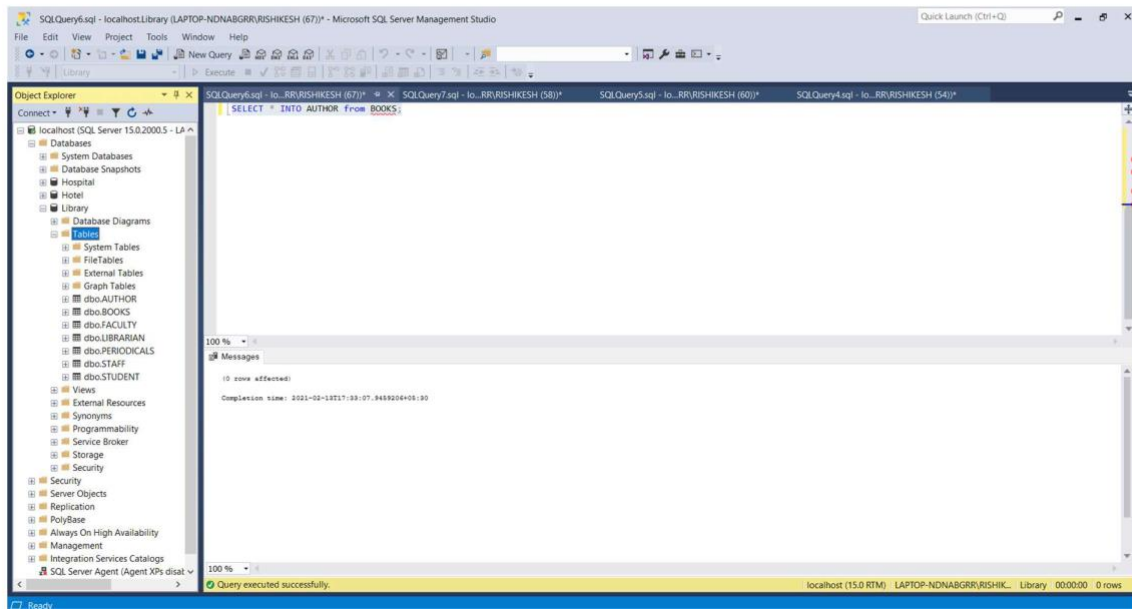 SQLQuery6.sql - localhost.Library (LAPTOP-NDNABGRR\RISHIKESH (67))* - Microsoft SQL Server Management Studio
Quick Launch (Ctrl+Q)
File Edit View Project Tools Window Help
New Query
Library
Execute
Object Explorer
SQLQuery6.sql - lo...RR\RISHIKESH (67))* SQLQuery7.sql - lo...RR\RISHIKESH (58))* SQLQuery5.sql - lo...RR\RISHIKESH (60))* SQLQuery4.sql - lo...RR\RISHIKESH (54))*
Connect
SELECT * INTO AUTHOR from BOOKS;
localhost (SQL Server 15.0.2000.5 - LA
Databases
System Databases
Database Snapshots
Hospital
Hotel
Library
Database Diagrams
Tables
System Tables
FileTables
External Tables
Graph Tables
dbo.AUTHOR
dbo.BOOKS
dbo.FACULTY
dbo.LIBRARIAN
dbo.PERIODICALS
dbo.STAFF
dbo.STUDENT
Views
External Resources
Synonyms
Programmability
Service Broker
Storage
Security
Security
Server Objects
Replication
PolyBase
Always On High Availability
Management
Integration Services Catalogs
SQL Server Agent (Agent XPs disat
100 %
Messages
(0 rows affected)
Completion time: 2021-02-13T17:33:07.9459206+05:30
100 %
Query executed successfully.
localhost (15.0 RTM) LAPTOP-NDNABGRR\RISHIK... Library 00:00:00 0 rows
Ready